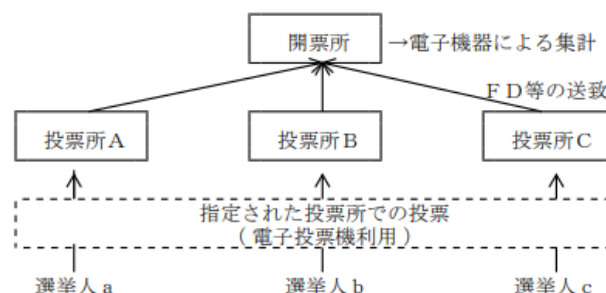 開票所 →電子機器による集計
ＦＤ等の送致
投票所A 投票所B 投票所C
指定された投票所での投票
（電子投票機利用）
選挙人a 選挙人b 選挙人c